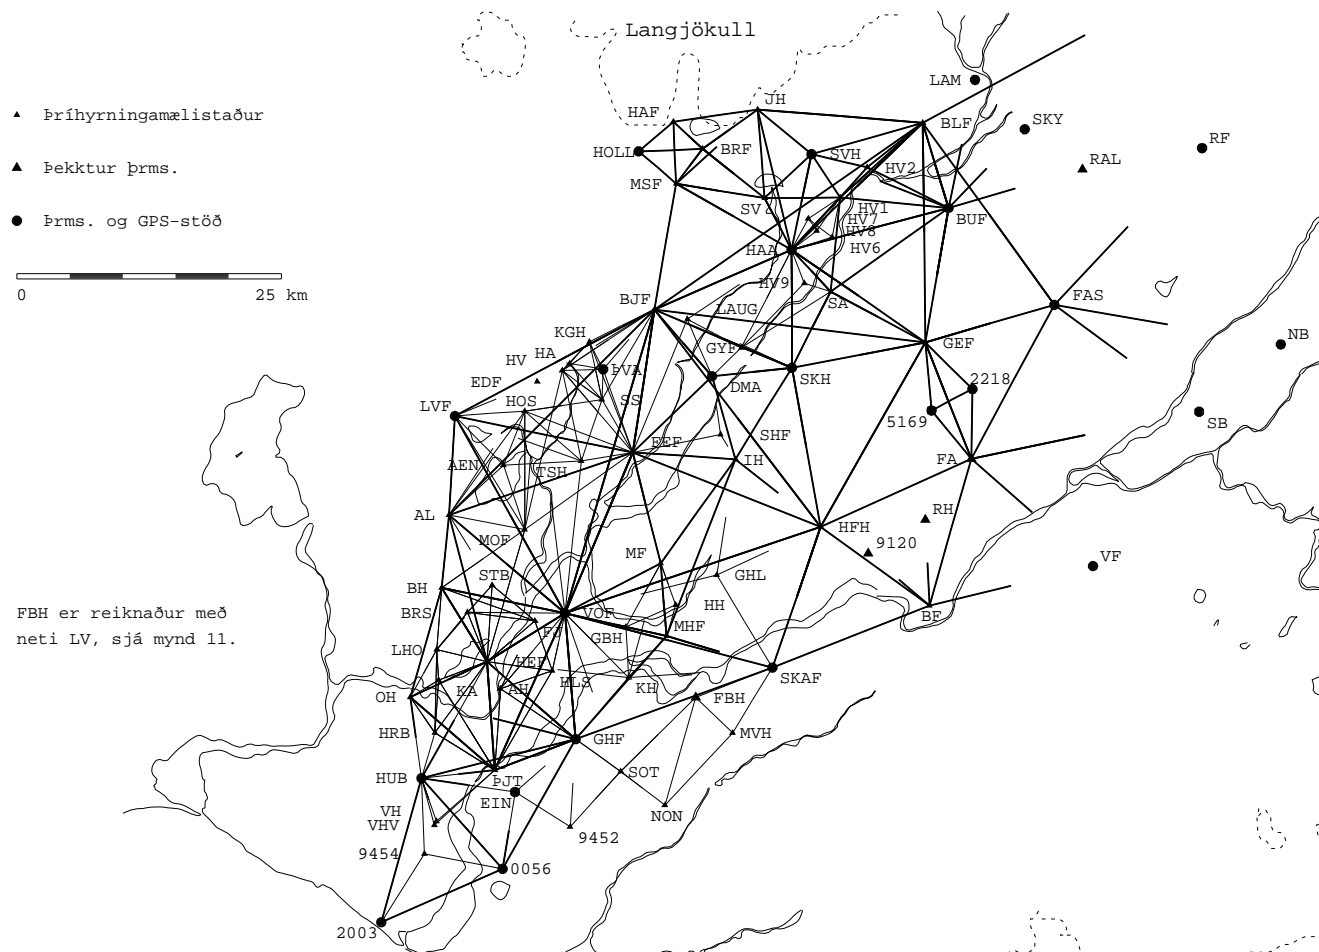 Langjökull
LAM
JH
HAF
BLF
SKY
Þríhyrningamælistaður
RF
HOLL
BRF
SVH
RAL
Þekktur þrms.
HV2
MSF
SV
HV1
Þrms. og GPS-stöð
HV7
BUF
HV8
HAA
HV6
HV9
0
25 km
BJF
SA
FAS
LAUG
KGH
NB
GYF
GEF
HV
HA
ÞVA
EDF
DMA
SKH
2218
HOS
SS
LVF
5169
SB
SHF
EEF
AEN
TSH
IH
FA
AL
RH
HFH
MOF
9120
MF
VF
STB
GHL
BH
BRS
HH
FBH er reiknaður með
neti LV, sjá mynd 11.
VOF
BF
FJ
GBH
MHF
LHO
HEF
SKAF
HLS
KA
AH
KH
OH
FBH
HRB
GHF
MVH
SOT
HUB
ÞJT
EIN
VH
NON
VHV
9452
9454
0056
2003